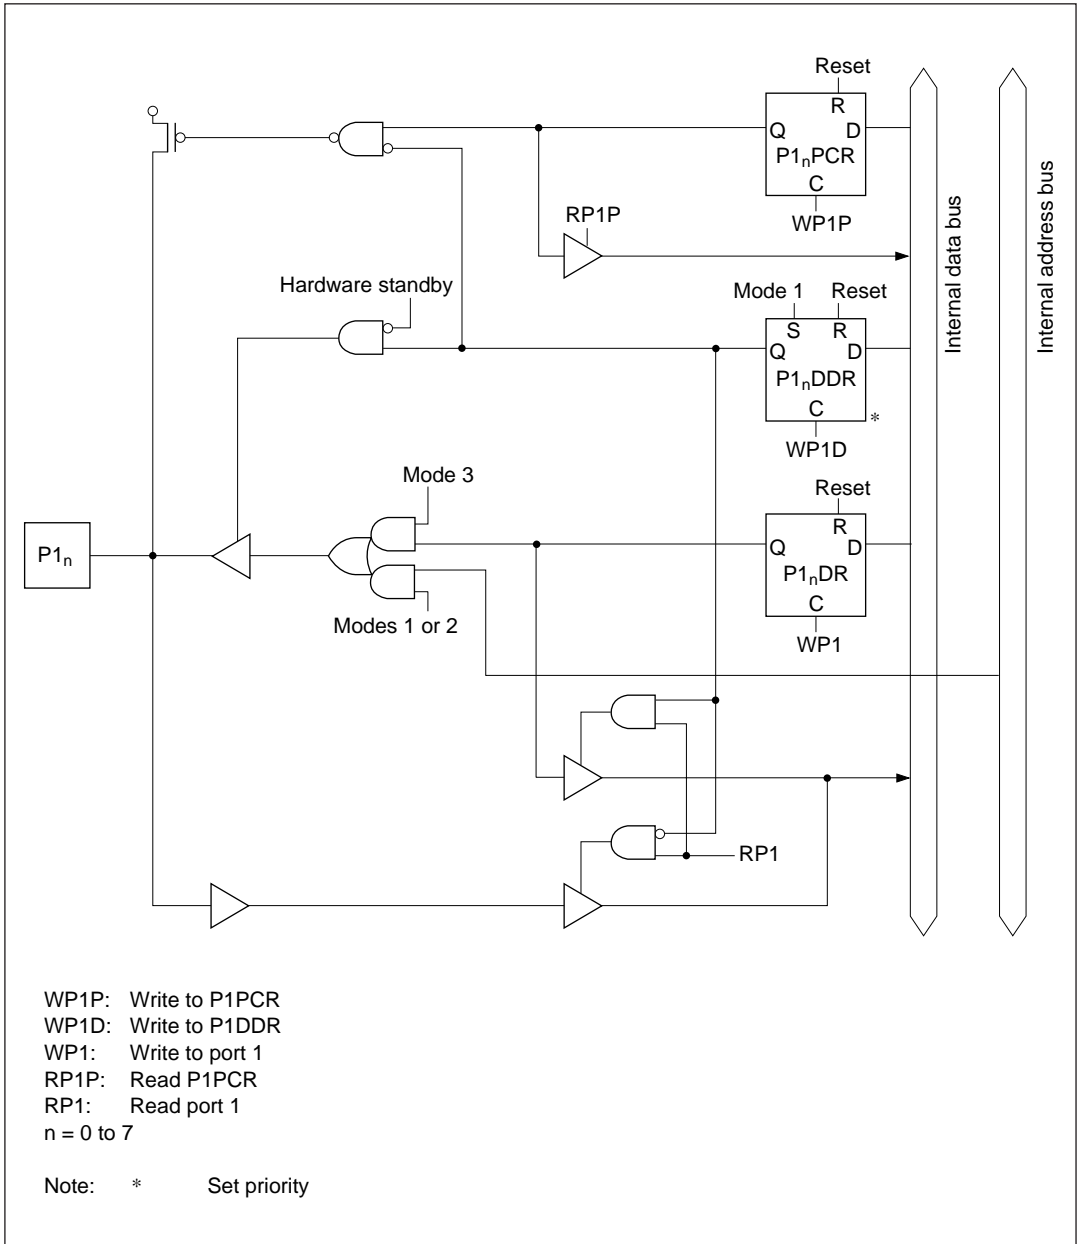 Reset
R
Q D
P1nPCR
C
WP1P
RP1P
Hardware standby
Mode 1 Reset
S R
Q D
P1nDDR
C
*
WP1D
Mode 3
Reset
R
Q D
P1nDR
C
WP1
P1n
Modes 1 or 2
RP1
Internal data bus
Internal address bus
WP1P: Write to P1PCR
WP1D: Write to P1DDR
WP1: Write to port 1
RP1P: Read P1PCR
RP1: Read port 1
n = 0 to 7
Note: * Set priority